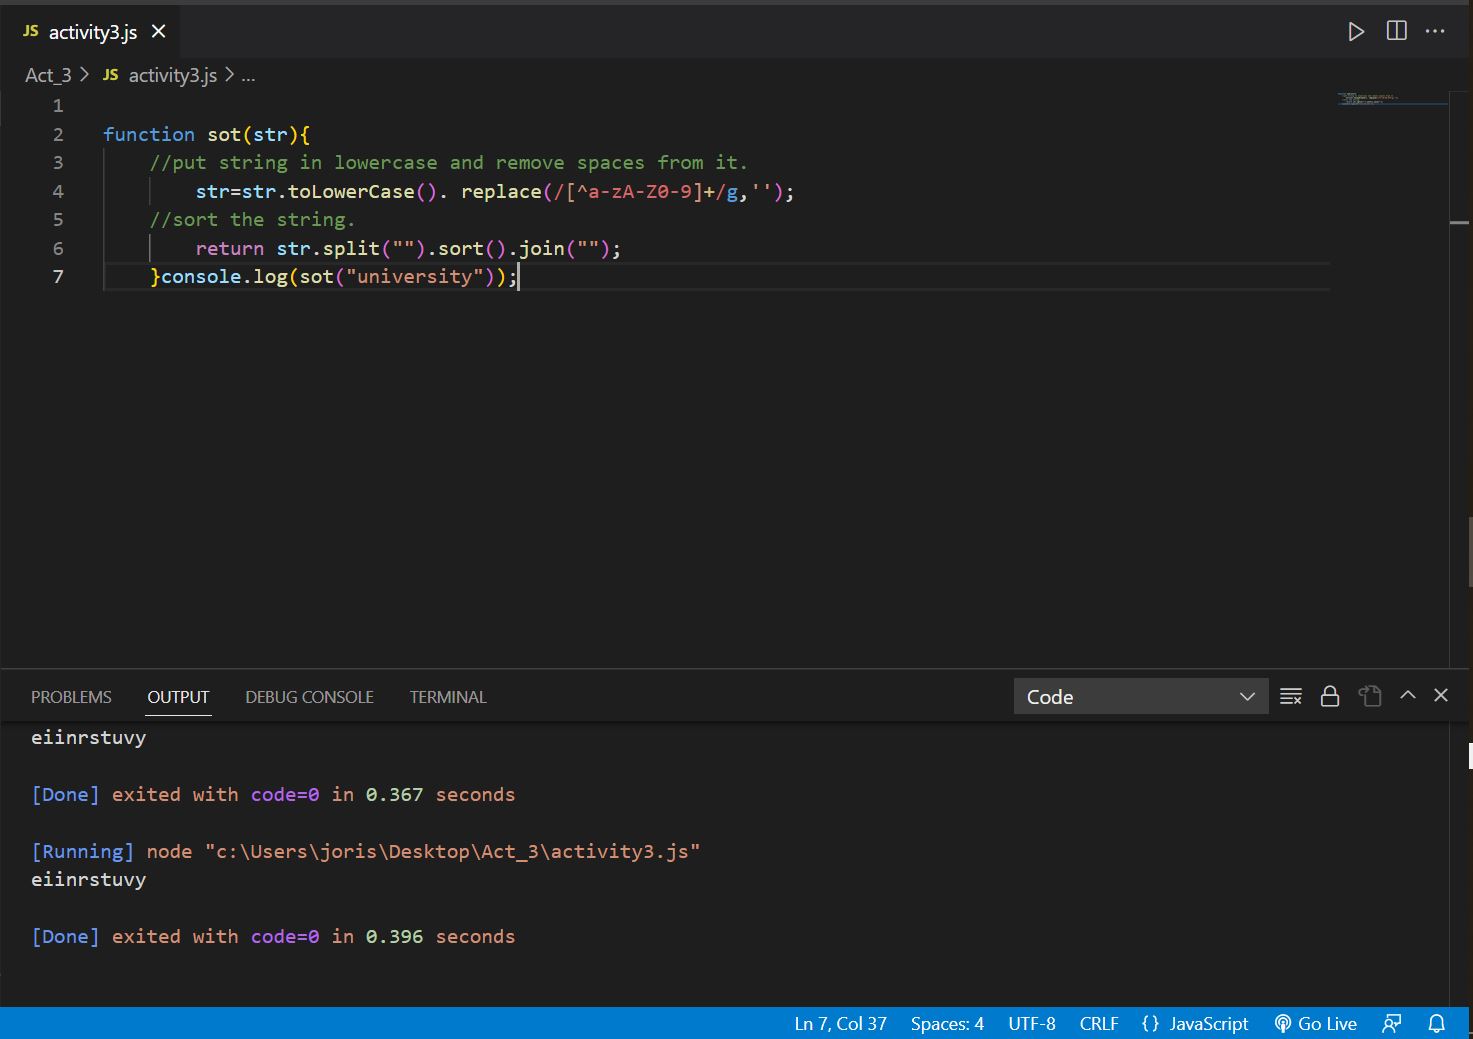 JS activity3.js
Act_3 > JS activity3.js > ...
1
2 function sot(str){
3 //put string in lowercase and remove spaces from it.
4 str=str.toLowerCase(). replace(/[^a-zA-Z0-9]+/g,'');
5 //sort the string.
6 return str.split("").sort().join("");
7 }console.log(sot("university"));
PROBLEMS OUTPUT DEBUG CONSOLE TERMINAL Code
eiinrstuvy
[Done] exited with code=0 in 0.367 seconds
[Running] node "c:\Users\joris\Desktop\Act_3\activity3.js"
eiinrstuvy
[Done] exited with code=0 in 0.396 seconds
Ln 7, Col 37 Spaces: 4 UTF-8 CRLF {} JavaScript Go Live